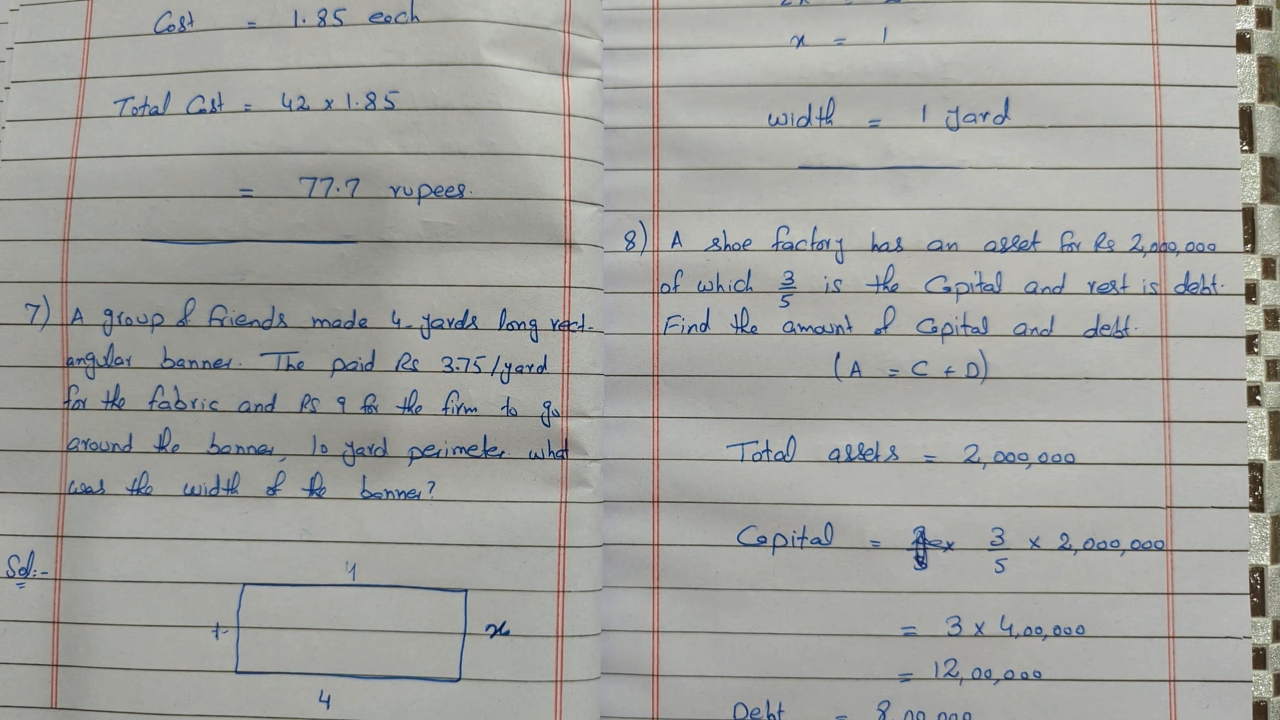 Cost = 1.85 each
Total Cost = 42 x 1.85
= 77.7 rupees.
7) A group of friends made 4 yards long rect-
angular banner. The paid Rs 3.75/yard
for the fabric and Rs 9 for the firm to go
around the banner, 10 yard perimeter what
was the width of the banner?
Sol:-
4
x
4
x = 1
width = 1 yard
8) A shoe factory has an asset for Rs 2,000,000
of which 3/5 is the Capital and rest is debt.
Find the amount of Capital and debt.
(A = C + D)
Total assets = 2,000,000
Capital = 3/5 x 2,000,000
= 3 x 4,00,000
= 12,00,000
Debt = 8,00,000